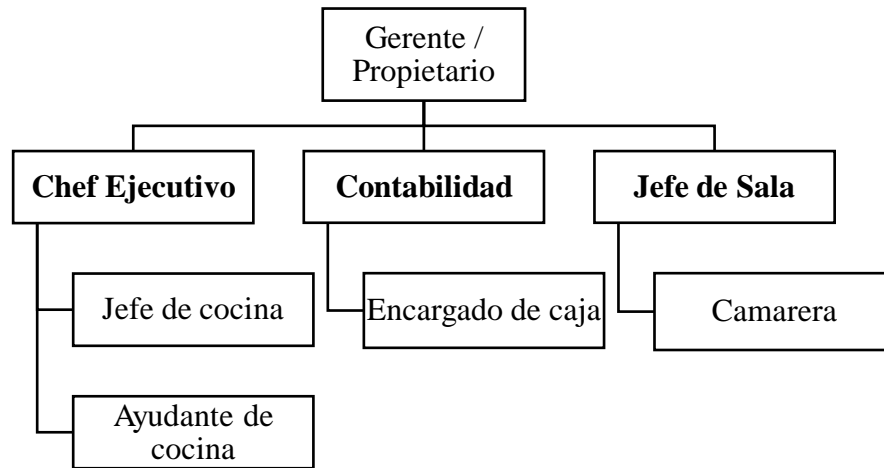 Gerente /
Propietario
Chef Ejecutivo
Contabilidad
Jefe de Sala
Jefe de cocina
Encargado de caja
Camarera
Ayudante de
cocina